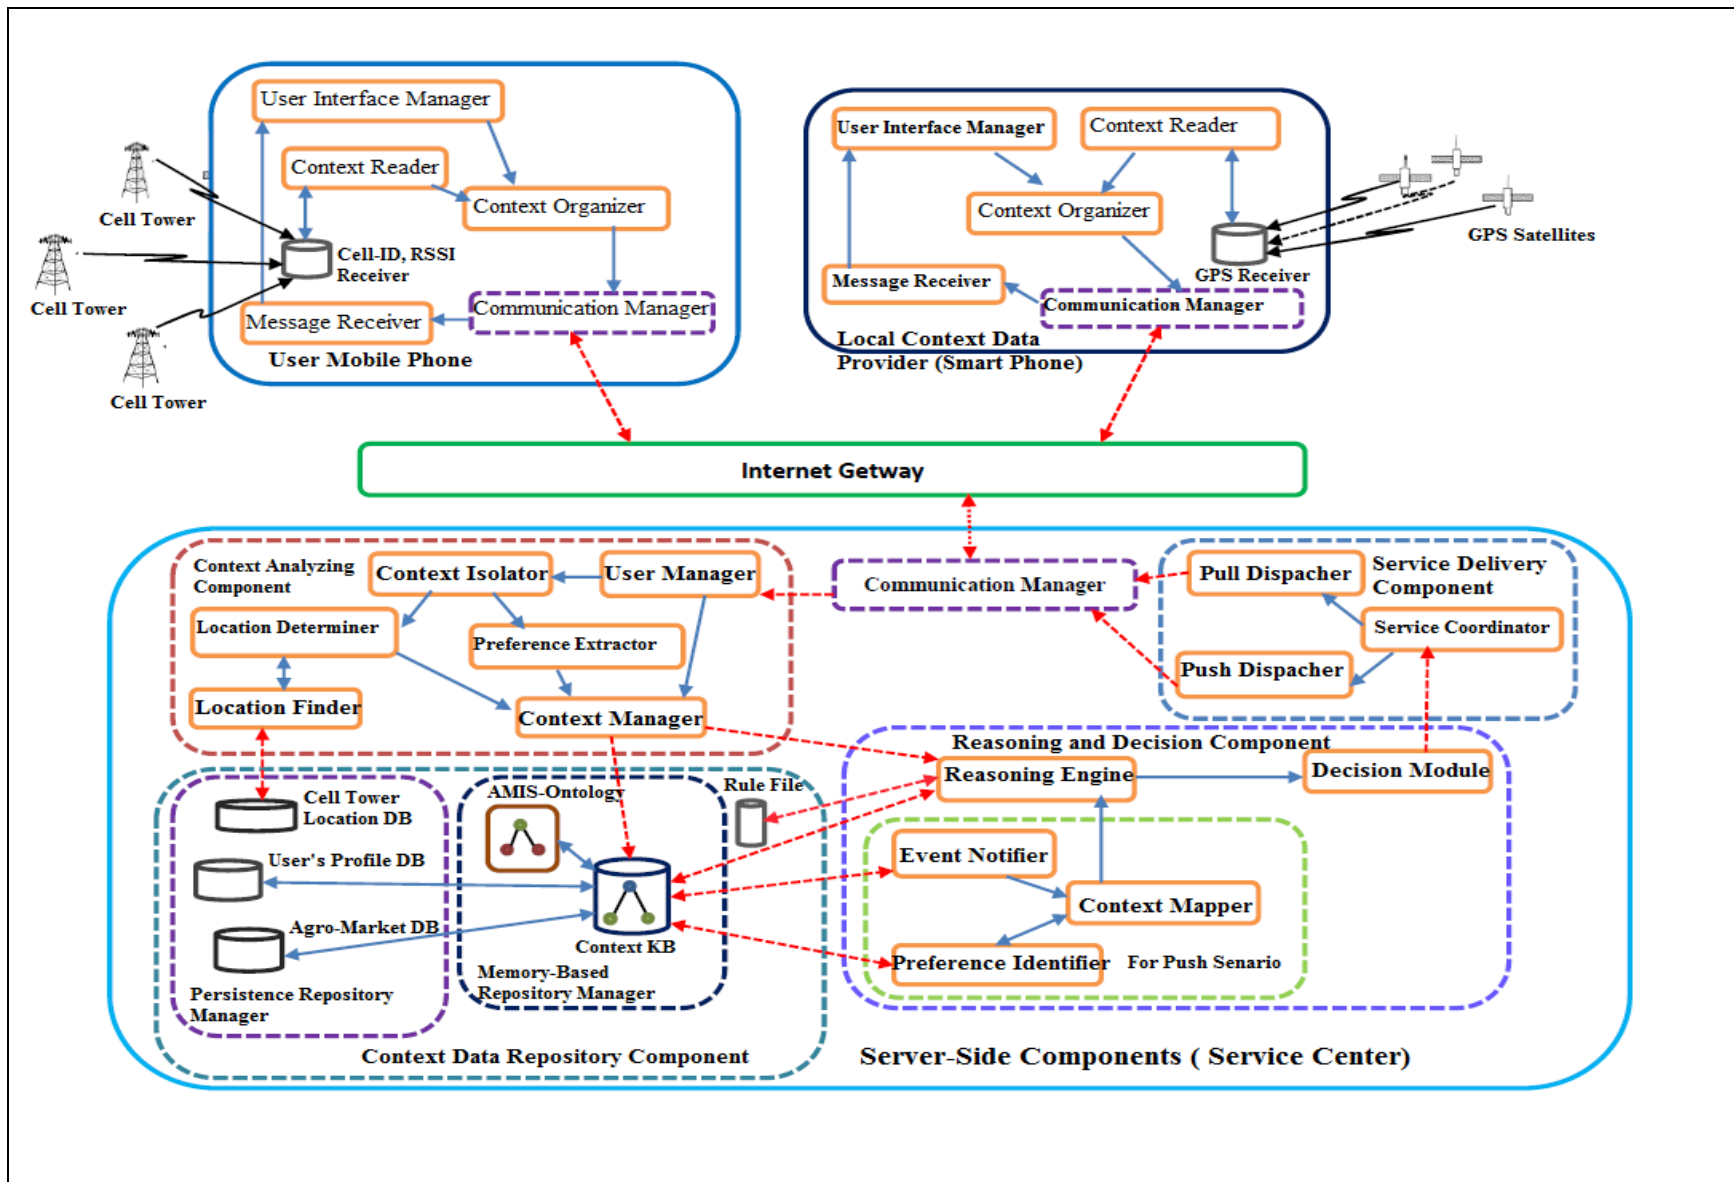 User Interface Manager
Context Reader
Context Organizer
Cell-ID, RSSI
Receiver
Message Receiver
Communication Manager
User Mobile Phone
Cell Tower
Cell Tower
Cell Tower
User Interface Manager
Context Reader
Context Organizer
GPS Receiver
Message Receiver
Communication Manager
Local Context Data
Provider (Smart Phone)
GPS Satellites
Internet Getway
Context Analyzing
Component
Context Isolator
User Manager
Location Determiner
Preference Extractor
Location Finder
Context Manager
Communication Manager
Pull Dispacher
Service Delivery
Component
Service Coordinator
Push Dispacher
Reasoning and Decision Component
Reasoning Engine
Decision Module
Event Notifier
Context Mapper
Preference Identifier
For Push Senario
Rule File
AMIS-Ontology
Cell Tower
Location DB
User's Profile DB
Agro-Market DB
Context KB
Persistence Repository
Manager
Memory-Based
Repository Manager
Context Data Repository Component
Server-Side Components ( Service Center)